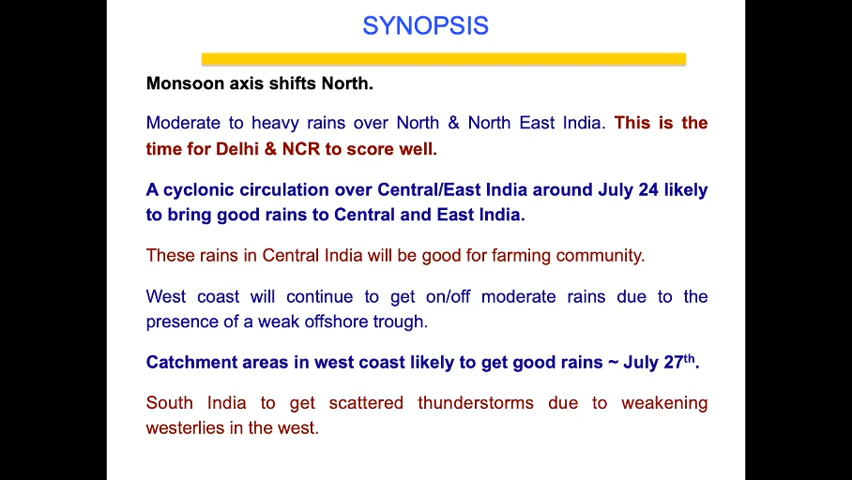 SYNOPSIS
Monsoon axis shifts North.
Moderate to heavy rains over North & North East India. This is the
time for Delhi & NCR to score well.
A cyclonic circulation over Central/East India around July 24 likely
to bring good rains to Central and East India.
These rains in Central India will be good for farming community.
West coast will continue to get on/off moderate rains due to the
presence of a weak offshore trough.
Catchment areas in west coast likely to get good rains ~ July 27th.
South India to get scattered thunderstorms due to weakening
westerlies in the west.